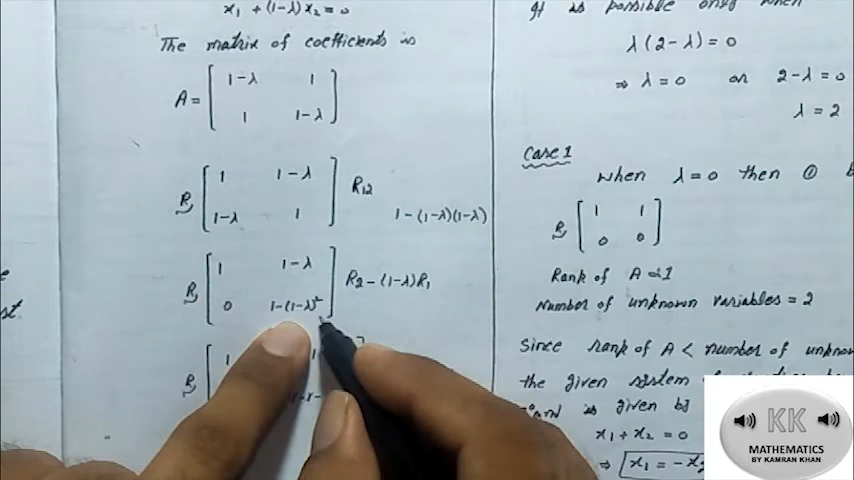 x₁ + (1-λ)x₂ = 0
The matrix of coefficients is
A = [ 1-λ 1
1 1-λ ]
R [ 1 1-λ
1-λ 1 ] R₁₂
1-(1-λ)(1-λ)
R [ 1 1-λ
0 1-(1-λ)² ] R₂-(1-λ)R₁
R [ 1
It is possible only when
λ(2-λ) = 0
⇒ λ=0 or 2-λ=0
λ=2
Case 1
When λ=0 then ①
R [ 1 1
0 0 ]
Rank of A = 1
Number of unknown variables = 2
Since rank of A < number of
the given system
and is given by
x₁+x₂ = 0
⇒ x₁ = -x₂
KK
MATHEMATICS
BY KAMRAN KHAN